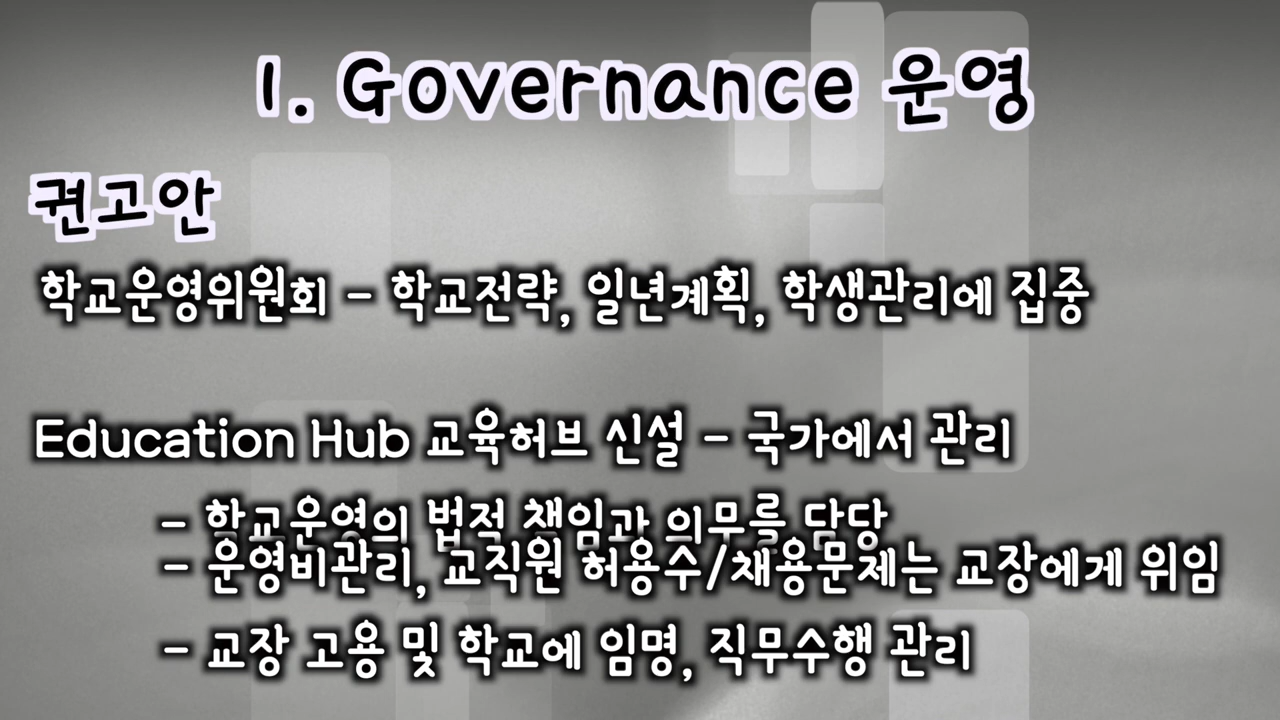 1. Governance 운영
권고안
학교운영위원회 - 학교전략, 일년계획, 학생관리에 집중
Education Hub 교육허브 신설 - 국가에서 관리
- 학교운영의 법적 책임과 의무를 담당
- 운영비관리, 교직원 허용수/채용문제는 교장에게 위임
- 교장 고용 및 학교에 임명, 직무수행 관리